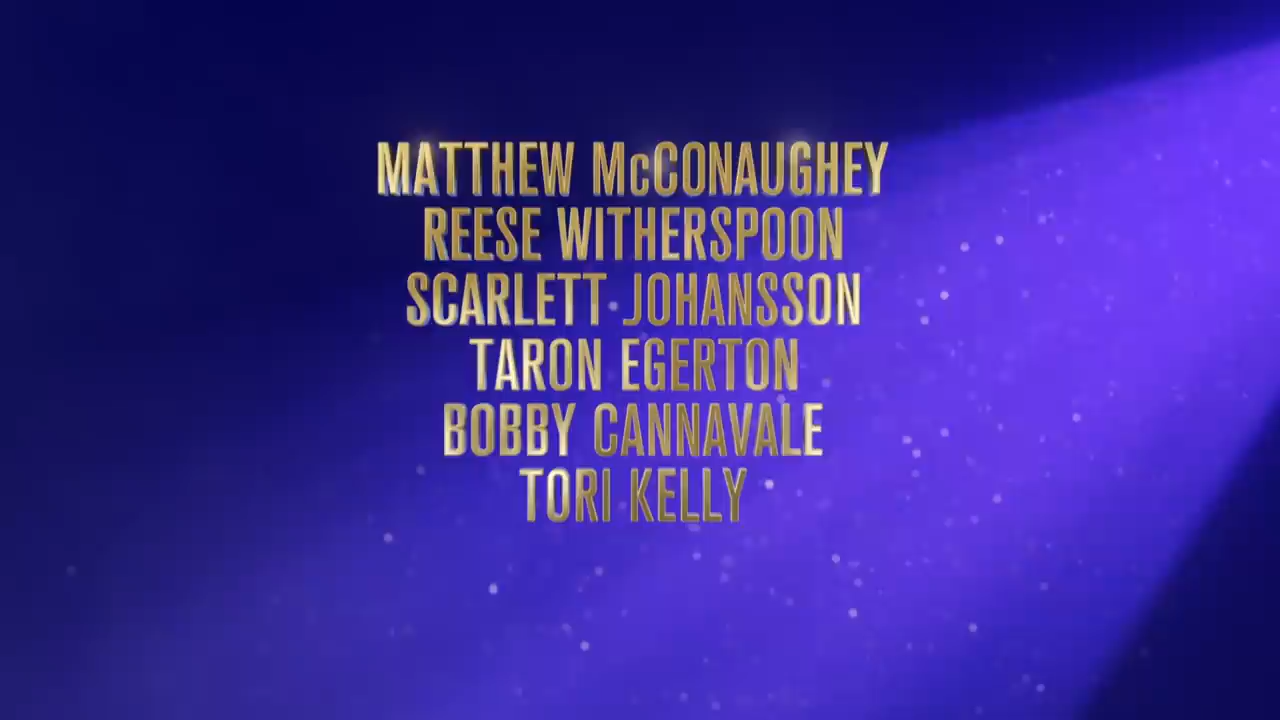 MATTHEW McCONAUGHEY
REESE WITHERSPOON
SCARLETT JOHANSSON
TARON EGERTON
BOBBY CANNAVALE
TORI KELLY